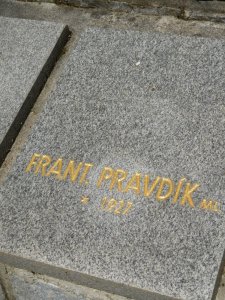 FRANT. PRAVDÍK ML.
* 1927